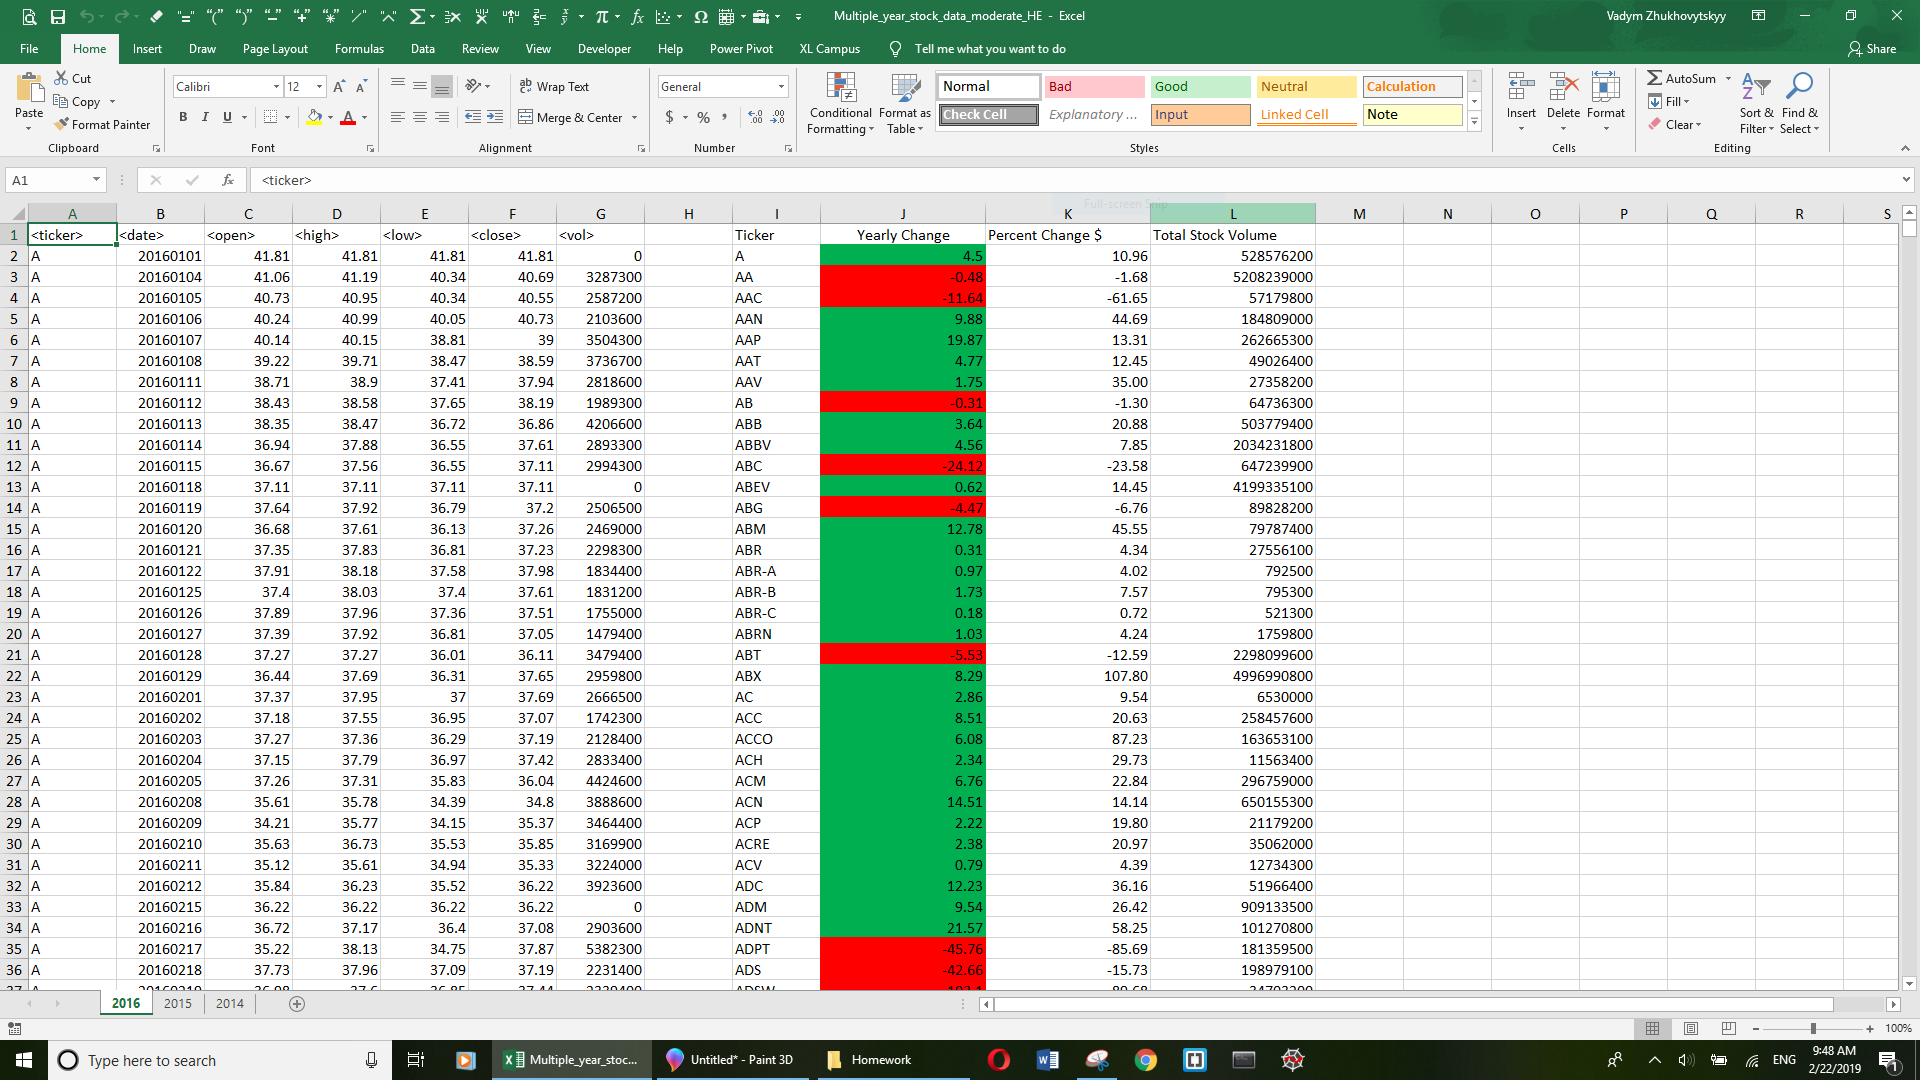 Multiple_year_stock_data_moderate_HE - Excel Vadym Zhukhovytskyy
File Home Insert Draw Page Layout Formulas Data Review View Developer Help Power Pivot XL Campus Tell me what you want to do Share
Paste Cut Copy Format Painter Clipboard
Calibri 12 B I U A A A Font
Wrap Text Merge & Center Alignment
General $ % , Number
Conditional Formatting Format as Table
Normal Bad Good Neutral Calculation
Check Cell Explanatory ... Input Linked Cell Note
Styles
Insert Delete Format Cells
AutoSum Fill Clear Sort & Filter Find & Select Editing
A1 fx <ticker>
Full-screen Snip
A B C D E F G H I J K L M N O P Q R S
1 <ticker> <date> <open> <high> <low> <close> <vol> Ticker Yearly Change Percent Change $ Total Stock Volume
2 A 20160101 41.81 41.81 41.81 41.81 0 A 4.5 10.96 528576200
3 A 20160104 41.06 41.19 40.34 40.69 3287300 AA -0.48 -1.68 5208239000
4 A 20160105 40.73 40.95 40.34 40.55 2587200 AAC -11.64 -61.65 57179800
5 A 20160106 40.24 40.99 40.05 40.73 2103600 AAN 9.88 44.69 184809000
6 A 20160107 40.14 40.15 38.81 39 3504300 AAP 19.87 13.31 262665300
7 A 20160108 39.22 39.71 38.47 38.59 3736700 AAT 4.77 12.45 49026400
8 A 20160111 38.71 38.9 37.41 37.94 2818600 AAV 1.75 35.00 27358200
9 A 20160112 38.43 38.58 37.65 38.19 1989300 AB -0.31 -1.30 64736300
10 A 20160113 38.35 38.47 36.72 36.86 4206600 ABB 3.64 20.88 503779400
11 A 20160114 36.94 37.88 36.55 37.61 2893300 ABBV 4.56 7.85 2034231800
12 A 20160115 36.67 37.56 36.55 37.11 2994300 ABC -24.12 -23.58 647239900
13 A 20160118 37.11 37.11 37.11 37.11 0 ABEV 0.62 14.45 4199335100
14 A 20160119 37.64 37.92 36.79 37.2 2506500 ABG -4.47 -6.76 89828200
15 A 20160120 36.68 37.61 36.13 37.26 2469000 ABM 12.78 45.55 79787400
16 A 20160121 37.35 37.83 36.81 37.23 2298300 ABR 0.31 4.34 27556100
17 A 20160122 37.91 38.18 37.58 37.98 1834400 ABR-A 0.97 4.02 792500
18 A 20160125 37.4 38.03 37.4 37.61 1831200 ABR-B 1.73 7.57 795300
19 A 20160126 37.89 37.96 37.36 37.51 1755000 ABR-C 0.18 0.72 521300
20 A 20160127 37.39 37.92 36.81 37.05 1479400 ABRN 1.03 4.24 1759800
21 A 20160128 37.27 37.27 36.01 36.11 3479400 ABT -5.53 -12.59 2298099600
22 A 20160129 36.44 37.69 36.31 37.65 2959800 ABX 8.29 107.80 4996990800
23 A 20160201 37.37 37.95 37 37.69 2666500 AC 2.86 9.54 6530000
24 A 20160202 37.18 37.55 36.95 37.07 1742300 ACC 8.51 20.63 258457600
25 A 20160203 37.27 37.36 36.29 37.19 2128400 ACCO 6.08 87.23 163653100
26 A 20160204 37.15 37.79 36.97 37.42 2833400 ACH 2.34 29.73 11563400
27 A 20160205 37.26 37.31 35.83 36.04 4424600 ACM 6.76 22.84 296759000
28 A 20160208 35.61 35.78 34.39 34.8 3888600 ACN 14.51 14.14 650155300
29 A 20160209 34.21 35.77 34.15 35.37 3464400 ACP 2.22 19.80 21179200
30 A 20160210 35.63 36.73 35.53 35.85 3169900 ACRE 2.38 20.97 35062000
31 A 20160211 35.12 35.61 34.94 35.33 3224000 ACV 0.79 4.39 12734300
32 A 20160212 35.84 36.23 35.52 36.22 3923600 ADC 12.23 36.16 51966400
33 A 20160215 36.22 36.22 36.22 36.22 0 ADM 9.54 26.42 909133500
34 A 20160216 36.72 37.17 36.4 37.08 2903600 ADNT 21.57 58.25 101270800
35 A 20160217 35.22 38.13 34.75 37.87 5382300 ADPT -45.76 -85.69 181359500
36 A 20160218 37.73 37.96 37.09 37.19 2231400 ADS -42.66 -15.73 198979100
2016 2015 2014
100%
Type here to search Multiple_year_stoc... Untitled* - Paint 3D Homework ENG 9:48 AM
2/22/2019 1